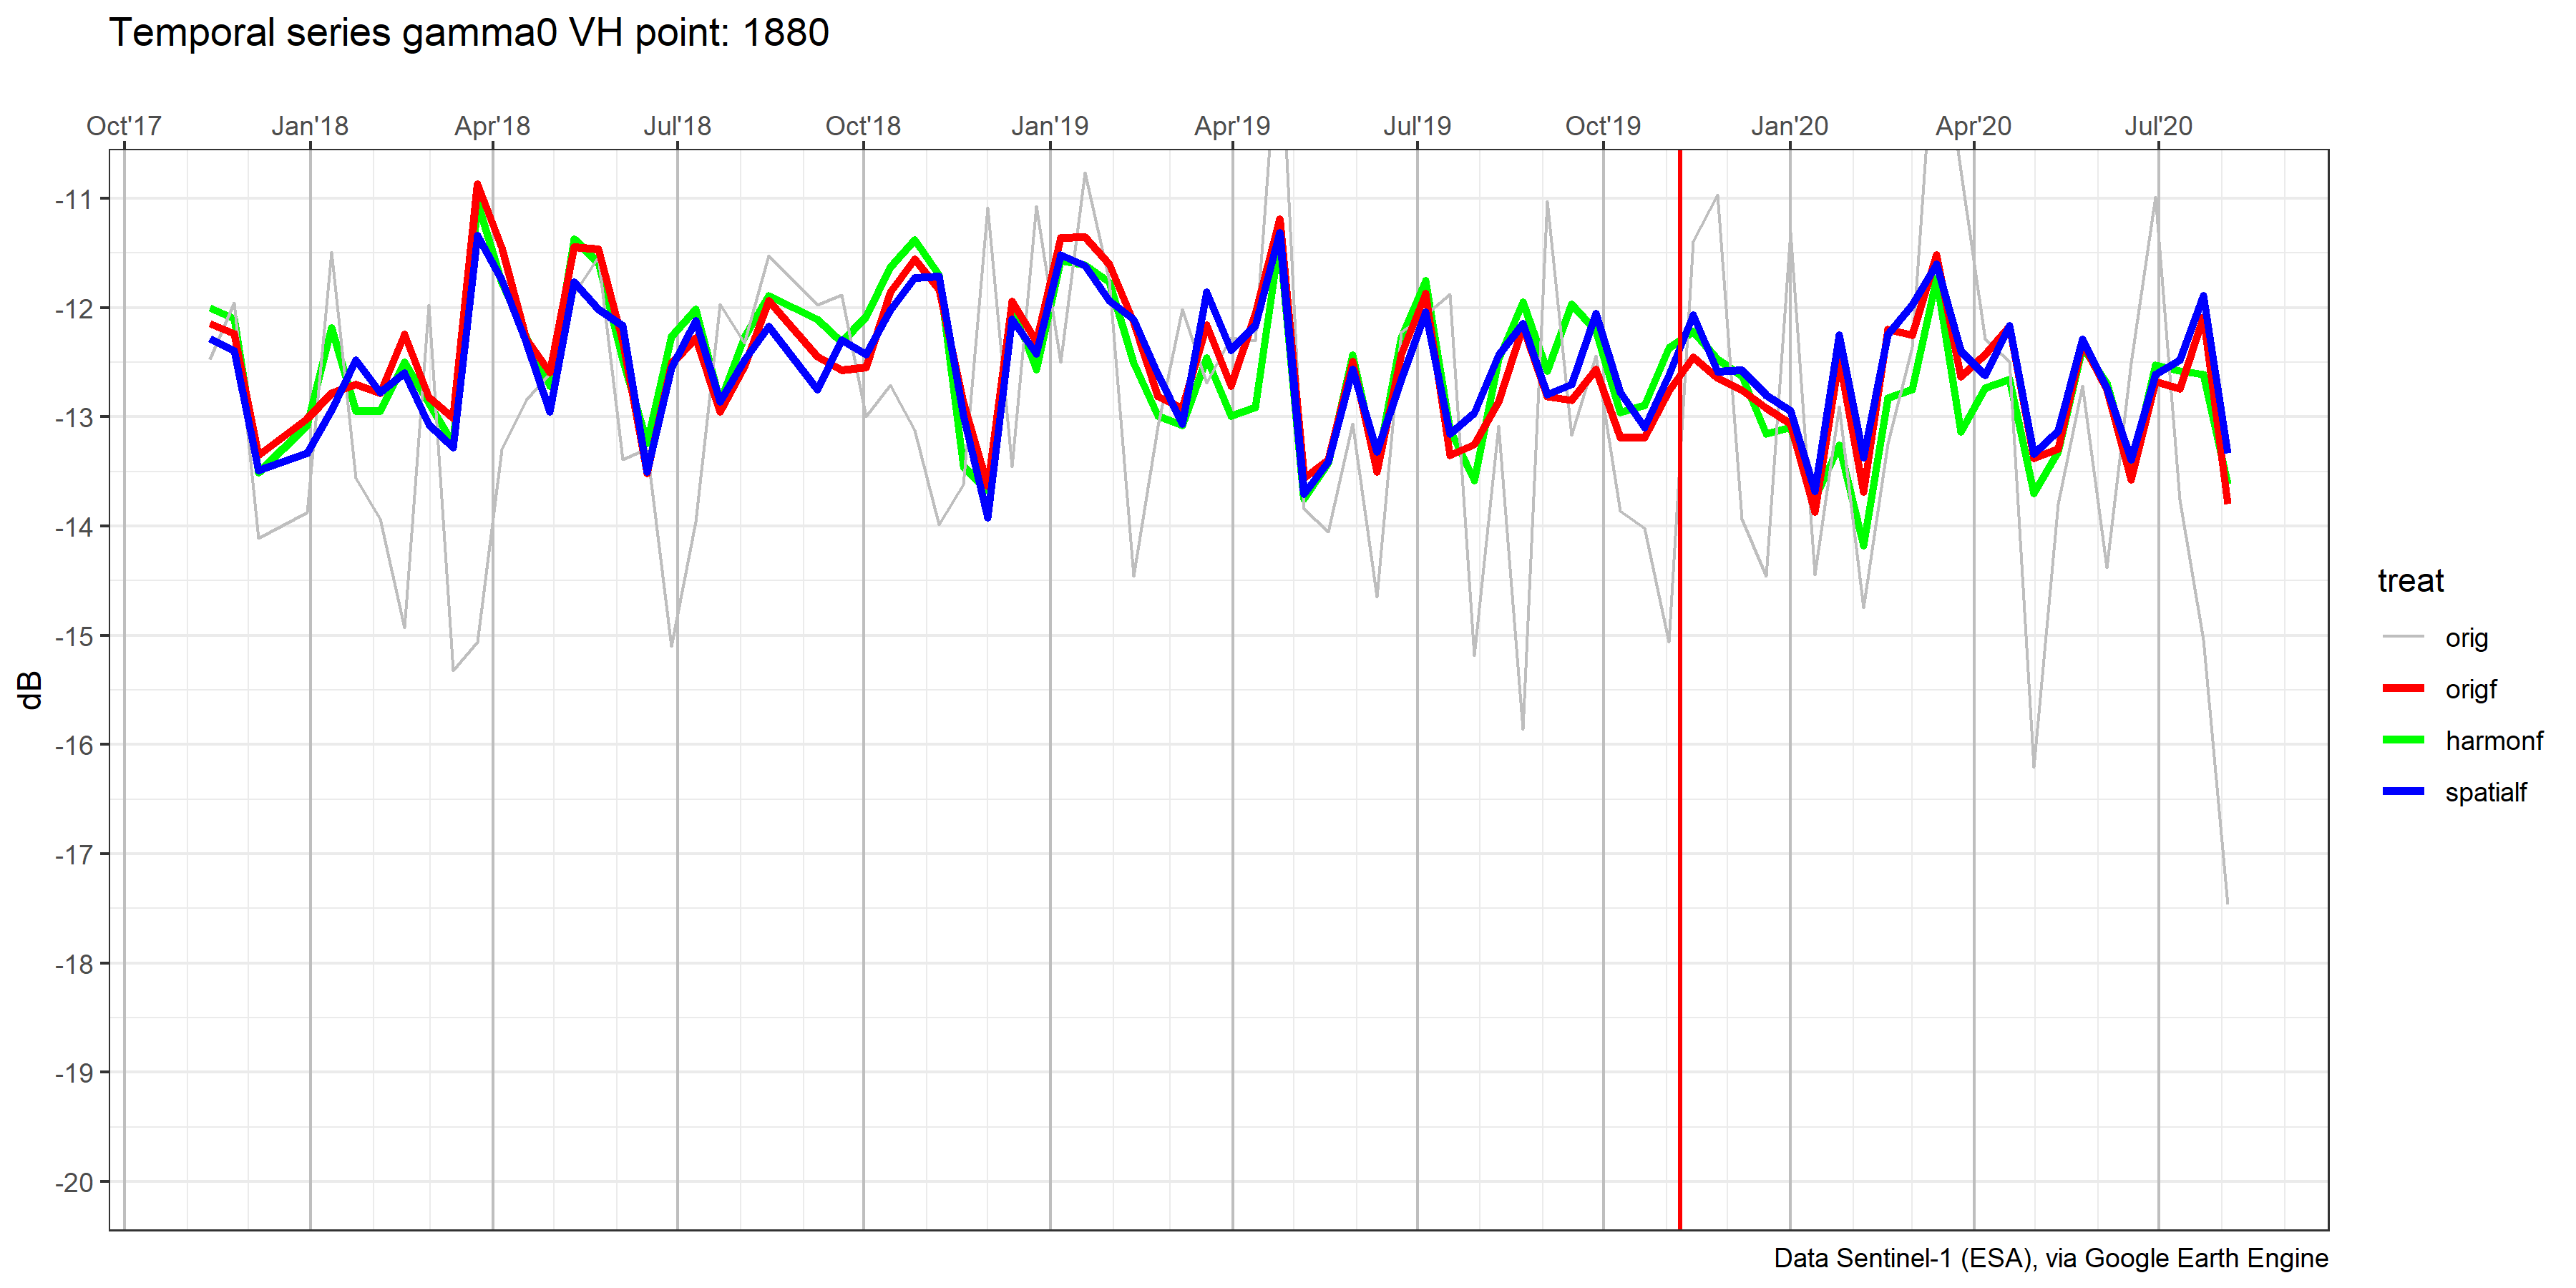 Temporal series gamma0 VH point: 1880
Oct'17 Jan'18 Apr'18 Jul'18 Oct'18 Jan'19 Apr'19 Jul'19 Oct'19 Jan'20 Apr'20 Jul'20
-11
-12
-13
-14
-15
-16
-17
-18
-19
-20
dB
treat
orig
origf
harmonf
spatialf
Data Sentinel-1 (ESA), via Google Earth Engine